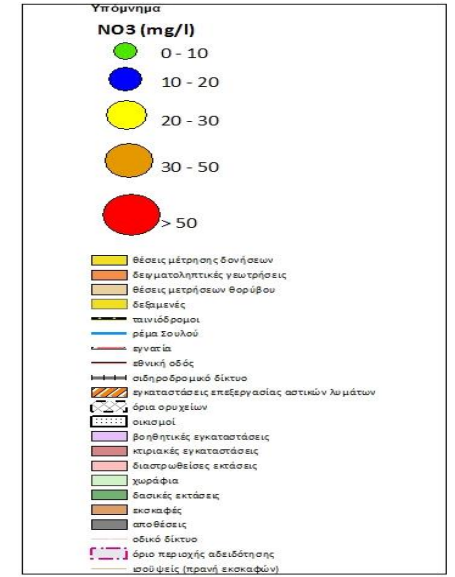 Υπόμνημα
NO3 (mg/l)
0 - 10
10 - 20
20 - 30
30 - 50
> 50
θέσεις μέτρησης δονήσεων
δειγματοληπτικές γεωτρήσεις
θέσεις μετρήσεων θορύβου
δεξαμενές
ταινιόδρομοι
ρέμα Σουλού
εγνατία
εθνική οδός
σιδηροδρομικό δίκτυο
εγκαταστάσεις επεξεργασίας αστικών λυμάτων
όρια ορυχείων
οικισμοί
βοηθητικές εγκαταστάσεις
κτιριακές εγκαταστάσεις
διαστρωθείσες εκτάσεις
χωράφια
δασικές εκτάσεις
εκσκαφές
αποθέσεις
οδικό δίκτυο
όριο περιοχής αδειδότησης
ισοϋψείς (πρανή εκσκαφών)